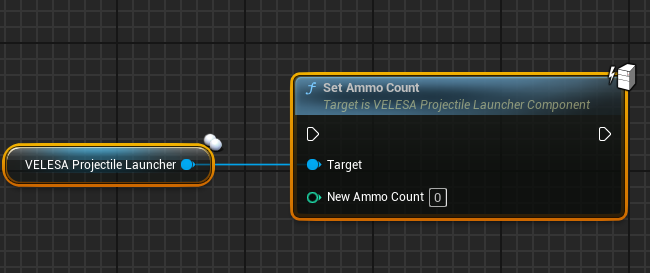 Set Ammo Count
Target is VELESA Projectile Launcher Component
VELESA Projectile Launcher
Target
New Ammo Count 0